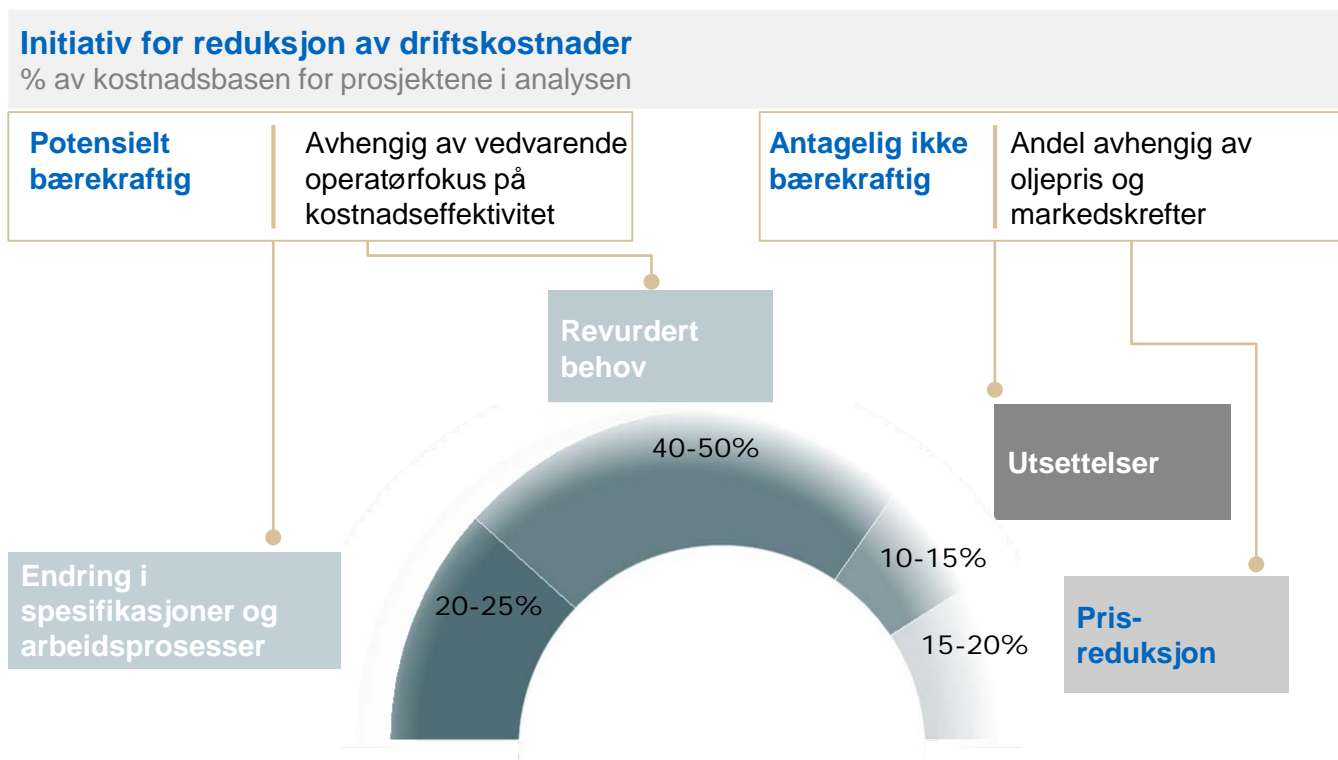 Initiativ for reduksjon av driftskostnader
% av kostnadsbasen for prosjektene i analysen
Potensielt
bærekraftig
Avhengig av vedvarende
operatørfokus på
kostnadseffektivitet
Antagelig ikke
bærekraftig
Andel avhengig av
oljepris og
markedskrefter
Revurdert
behov
40-50%
Utsettelser
10-15%
Endring i
spesifikasjoner og
arbeidsprosesser
20-25%
Pris-
reduksjon
15-20%